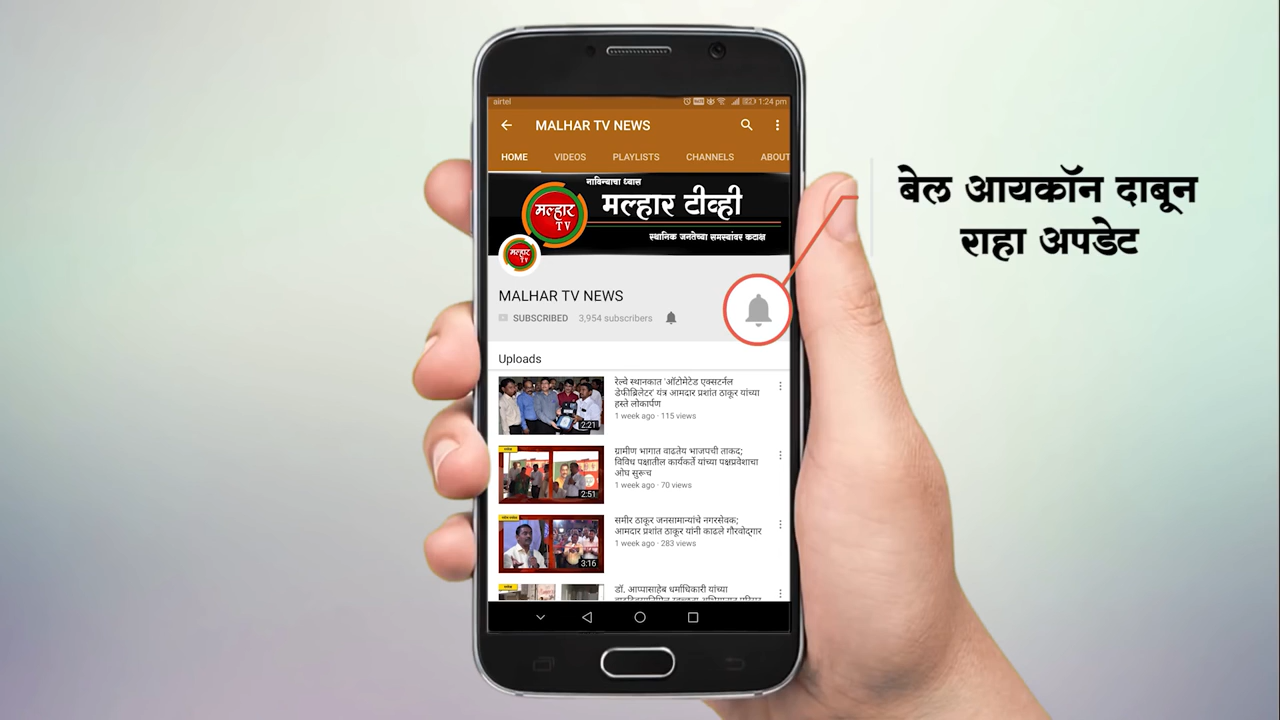 airtel
1:24 pm
MALHAR TV NEWS
HOME VIDEOS PLAYLISTS CHANNELS ABOUT
नाविन्याचा ध्यास
मल्हार टीव्ही
स्थानिक जनतेच्या समस्यांवर कटाक्ष
मल्हार
TV
मल्हार
TV
बेल आयकॉन दाबून
राहा अपडेट
MALHAR TV NEWS
SUBSCRIBED 3,954 subscribers
Uploads
रेल्वे स्थानकात 'ऑटोमेटेड एक्सटर्नल
डेफीब्रिलेटर' यंत्र आमदार प्रशांत ठाकूर यांच्या
हस्ते लोकार्पण
1 week ago · 115 views
2:21
ग्रामीण भागात वाढतेय भाजपची ताकद;
विविध पक्षातील कार्यकर्ते यांच्या पक्षप्रवेशाचा
ओघ सुरूच
1 week ago · 70 views
2:51
समीर ठाकूर जनसामान्यांचे नगरसेवक;
आमदार प्रशांत ठाकूर यांनी काढले गौरवोद्गार
1 week ago · 283 views
3:16
डॉ. आप्पासाहेब धर्माधिकारी यांच्या